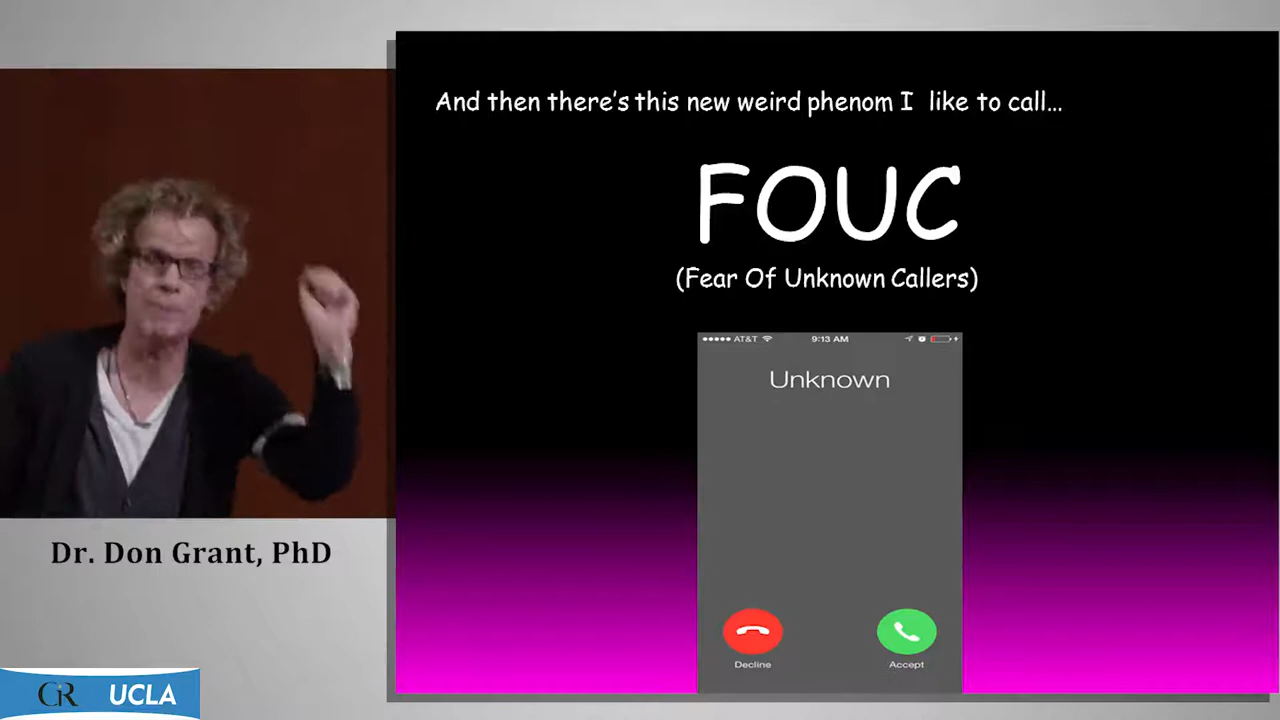 And then there's this new weird phenom I like to call...
FOUC
(Fear Of Unknown Callers)
AT&T 9:13 AM
Unknown
Decline Accept
Dr. Don Grant, PhD
CR UCLA